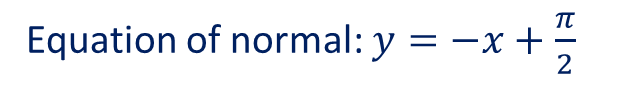 Equation of normal: y = −x + π/2